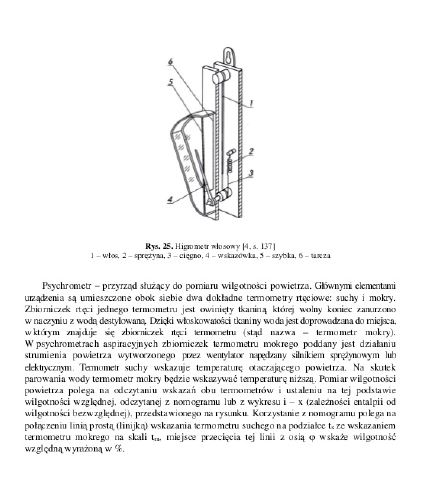 6
5
1
2
3
4
Rys. 25. Higrometr włosowy [4, s. 137]
1 – włos, 2 – sprężyna, 3 – cięgno, 4 – wskazówka, 5 – szybka, 6 – tarcza
Psychrometr – przyrząd służący do pomiaru wilgotności powietrza. Głównymi elementami
urządzenia są umieszczone obok siebie dwa dokładne termometry rtęciowe: suchy i mokry.
Zbiorniczek rtęci jednego termometru jest owinięty tkaniną, której wolny koniec zanurzono
w naczyniu z wodą destylowaną. Dzięki włoskowatości tkaniny woda jest doprowadzana do miejsca,
w którym znajduje się zbiorniczek rtęci termometru (stąd nazwa – termometr mokry).
W psychrometrach aspiracyjnych zbiorniczek termometru mokrego poddany jest działaniu
strumienia powietrza wytworzonego przez wentylator napędzany silnikiem sprężynowym lub
elektrycznym. Termometr suchy wskazuje temperaturę otaczającego powietrza. Na skutek
parowania wody termometr mokry będzie wskazywać temperaturę niższą. Pomiar wilgotności
powietrza polega na odczytaniu wskazań obu termometrów i ustaleniu na tej podstawie
wilgotności względnej, odczytanej z nomogramu lub z wykresu i – x (zależności entalpii od
wilgotności bezwzględnej), przedstawionego na rysunku. Korzystanie z nomogramu polega na
połączeniu linią prostą (linijką) wskazania termometru suchego na podziałce tₛ ze wskazaniem
termometru mokrego na skali tₘ, miejsce przecięcia tej linii z osią φ wskaże wilgotność
względną wyrażoną w %.